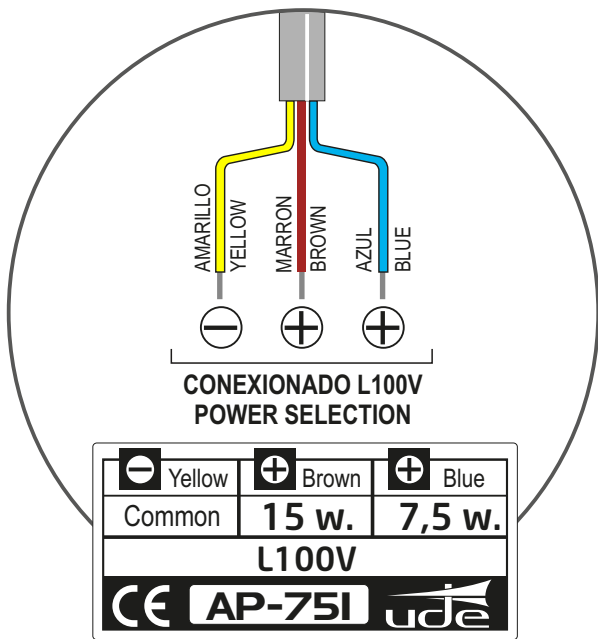 AMARILLO
YELLOW
MARRON
BROWN
AZUL
BLUE
CONEXIONADO L100V
POWER SELECTION
Yellow Brown Blue
Common 15 w. 7,5 w.
L100V
CE AP-75I ude